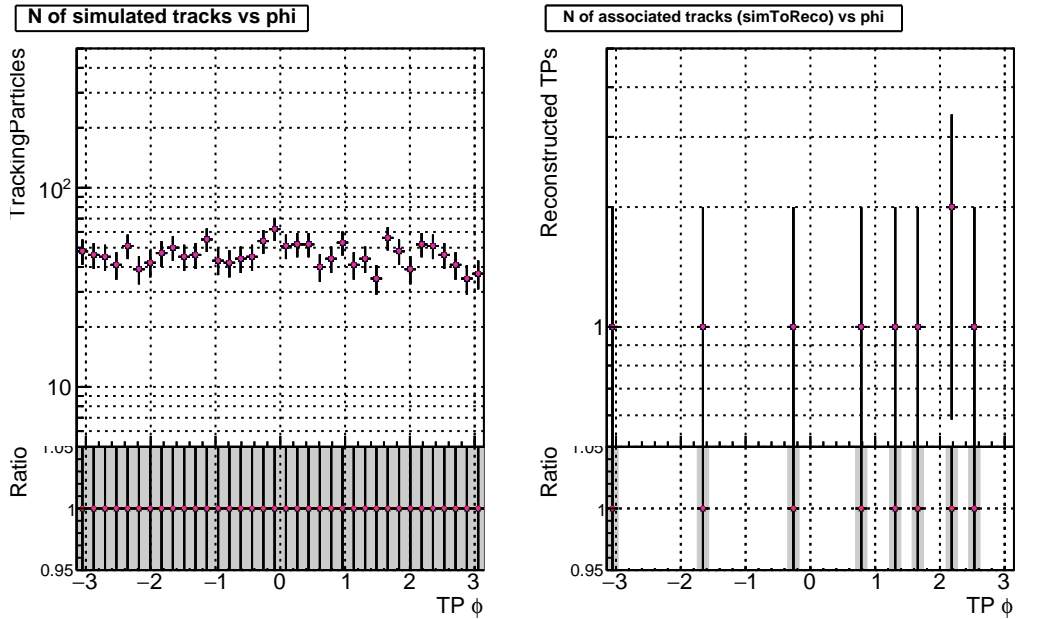 N of simulated tracks vs phi
TrackingParticles
10²
10
Ratio
1.05
1
0.95
−3 −2 −1 0 1 2 3
TP φ
N of associated tracks (simToReco) vs phi
Reconstructed TPs
1
Ratio
1.05
1
0.95
−3 −2 −1 0 1 2 3
TP φ